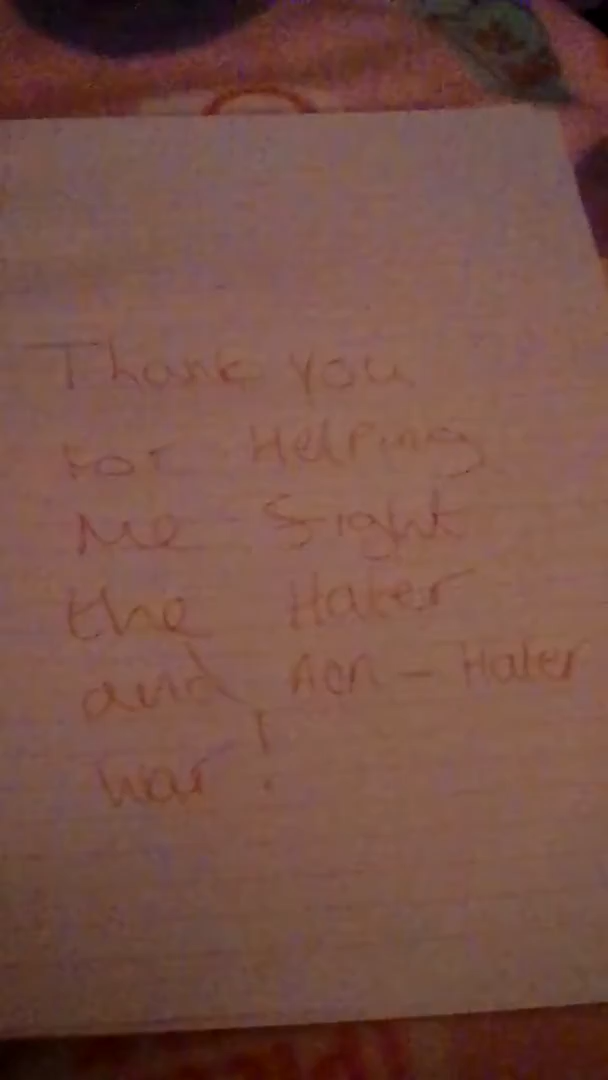 Thank you
For Helping
Me Fight
the Hater
and non-Hater
war!